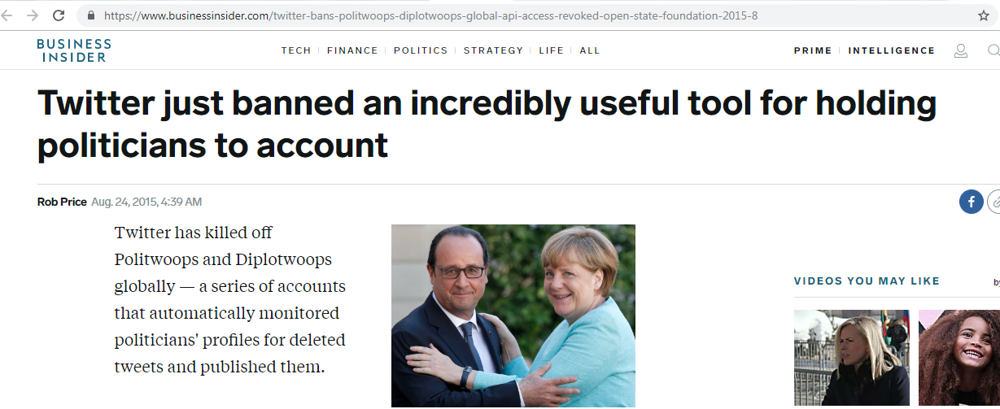 https://www.businessinsider.com/twitter-bans-politwoops-diplotwoops-global-api-access-revoked-open-state-foundation-2015-8
BUSINESS
INSIDER
TECH | FINANCE | POLITICS | STRATEGY | LIFE | ALL
PRIME | INTELLIGENCE
Twitter just banned an incredibly useful tool for holding
politicians to account
Rob Price Aug. 24, 2015, 4:39 AM
f
Twitter has killed off
Politwoops and Diplotwoops
globally — a series of accounts
that automatically monitored
politicians' profiles for deleted
tweets and published them.
VIDEOS YOU MAY LIKE